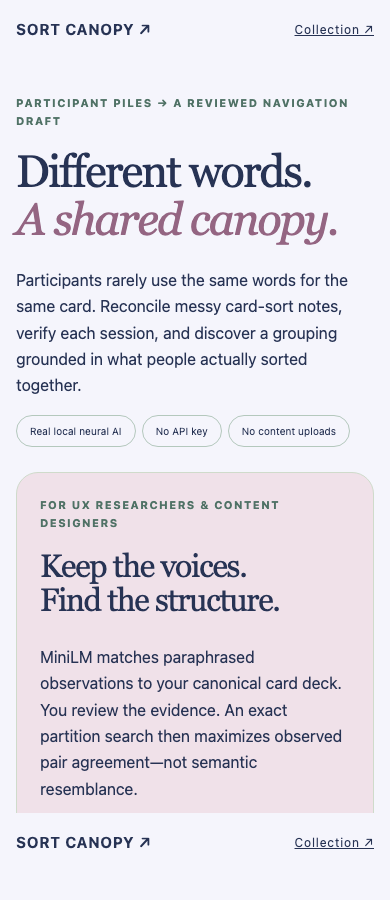 SORT CANOPY ↗
Collection ↗
PARTICIPANT PILES → A REVIEWED NAVIGATION
DRAFT
Different words.
A shared canopy.
Participants rarely use the same words for the
same card. Reconcile messy card-sort notes,
verify each session, and discover a grouping
grounded in what people actually sorted
together.
Real local neural AI
No API key
No content uploads
FOR UX RESEARCHERS & CONTENT
DESIGNERS
Keep the voices.
Find the structure.
MiniLM matches paraphrased
observations to your canonical card deck.
You review the evidence. An exact
partition search then maximizes observed
pair agreement—not semantic
resemblance.
SORT CANOPY ↗
Collection ↗